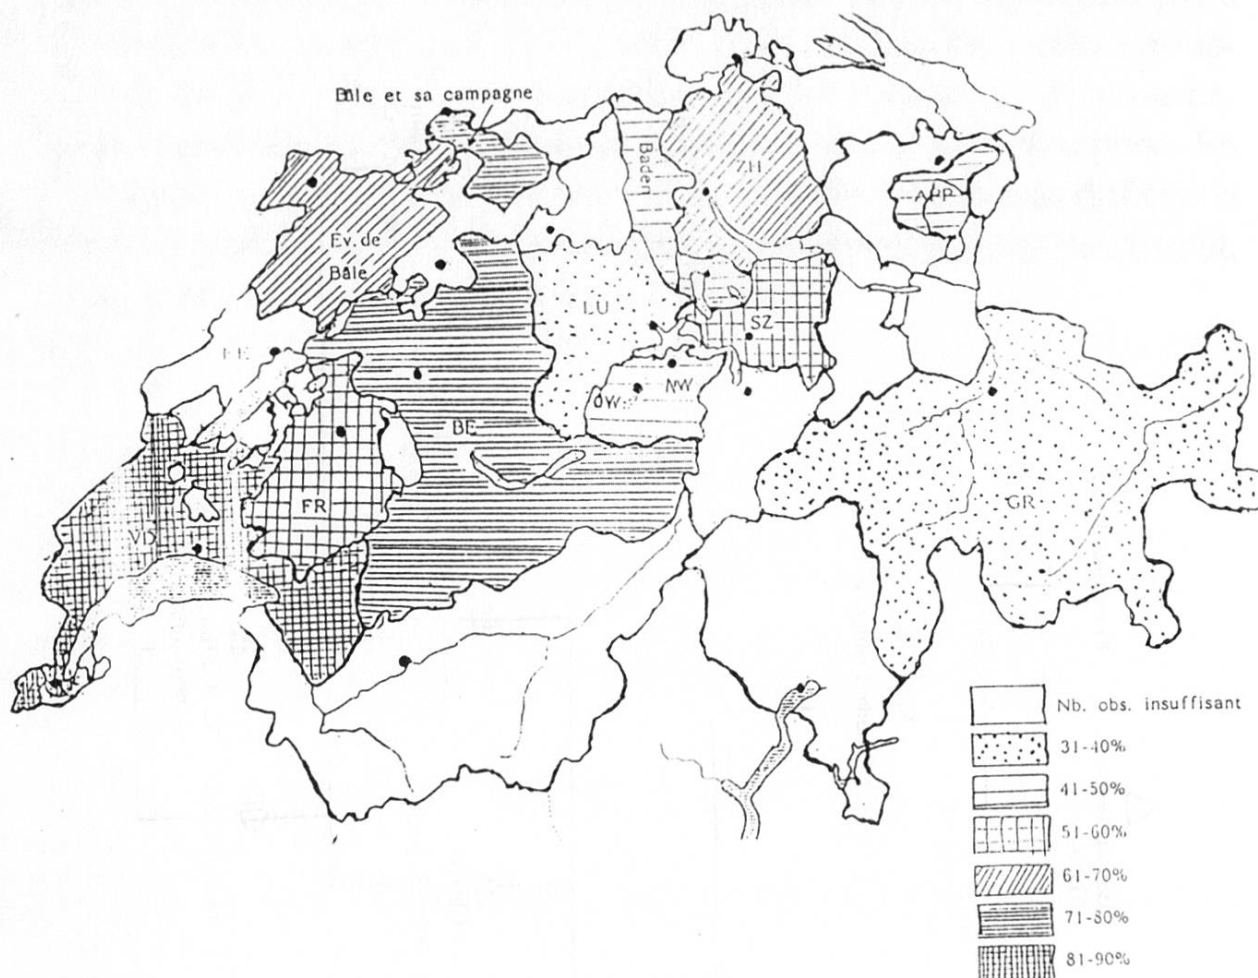 Bâle et sa campagne
Baden
ZH
APP.
Ev. de
Bâle
LU
SZ
NE
OW
NW
BE
FR
VD
GR
Nb. obs. insuffisant
31-40%
41-50%
51-60%
61-70%
71-80%
81-90%